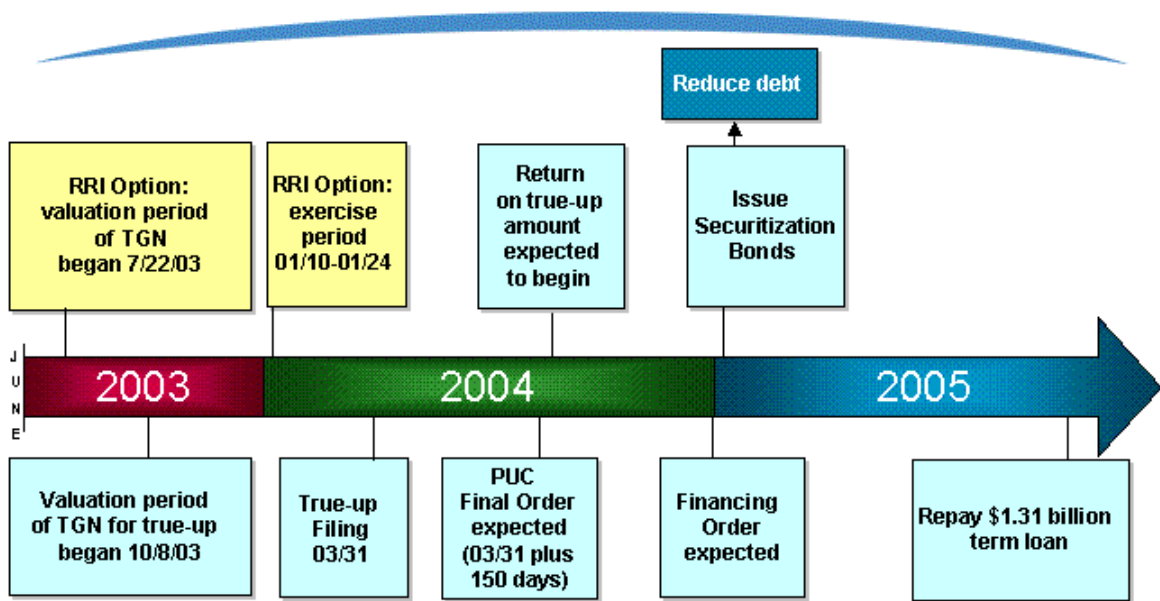 Reduce debt
RRI Option:
valuation period
of TGN
began 7/22/03
RRI Option:
exercise
period
01/10-01/24
Return
on true-up
amount
expected
to begin
Issue
Securitization
Bonds
JUNE
2003
2004
2005
Valuation period
of TGN for true-up
began 10/8/03
True-up
Filing
03/31
PUC
Final Order
expected
(03/31 plus
150 days)
Financing
Order
expected
Repay $1.31 billion
term loan